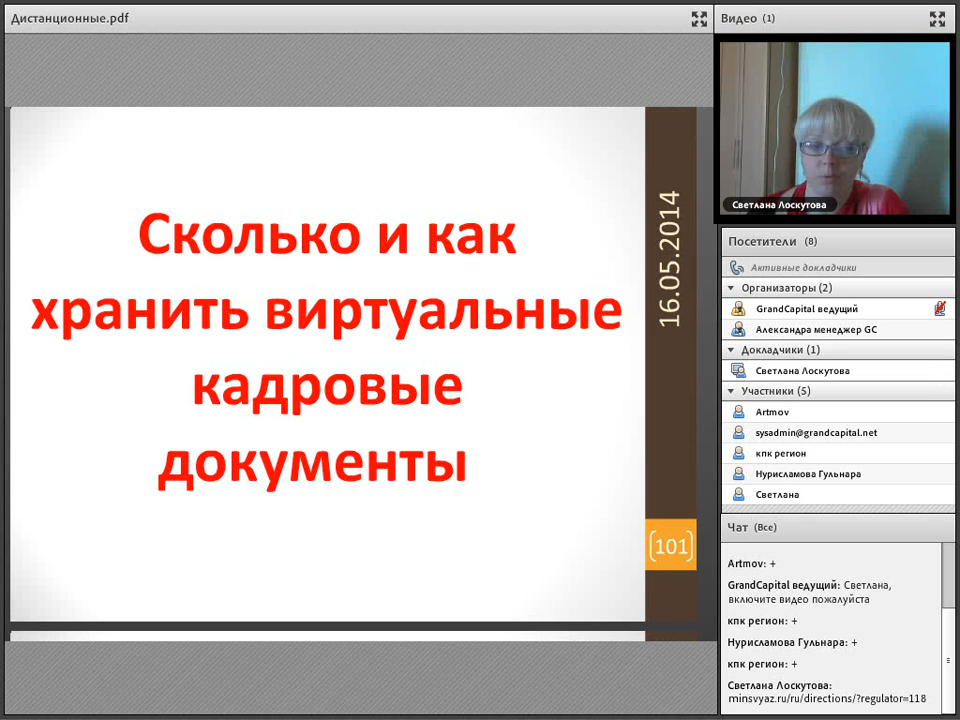 Дистанционные.pdf
Сколько и как
хранить виртуальные
кадровые
документы
16.05.2014
101
Видео (1)
Светлана Лоскутова
Посетители (8)
Активные докладчики
Организаторы (2)
GrandCapital ведущий
Александра менеджер GC
Докладчики (1)
Светлана Лоскутова
Участники (5)
Artmov
sysadmin@grandcapital.net
кпк регион
Нурисламова Гульнара
Светлана
Чат (Все)
Artmov: +
GrandCapital ведущий: Светлана,
включите видео пожалуйста
кпк регион: +
Нурисламова Гульнара: +
кпк регион: +
Светлана Лоскутова:
minsvyaz.ru/ru/directions/?regulator=118